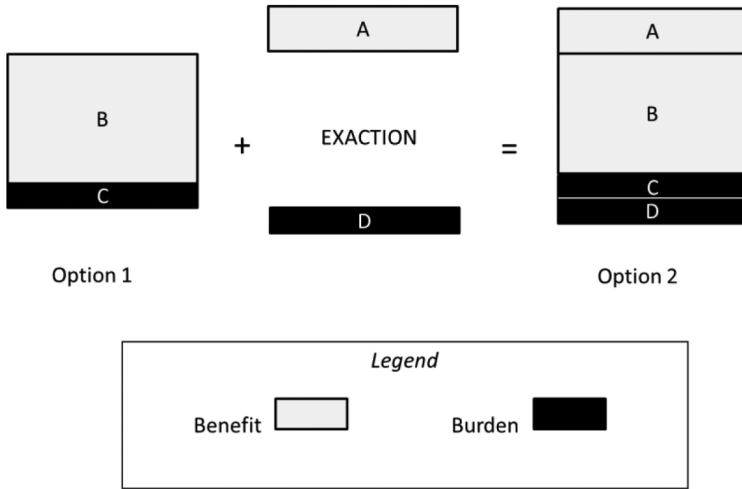 A
A
B
B
+
EXACTION
=
C
C
D
D
Option 1
Option 2
Legend
Benefit
Burden